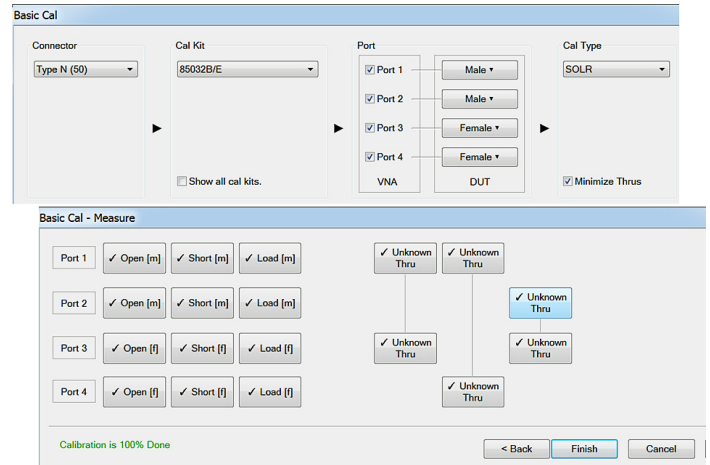 Basic Cal
Connector
Cal Kit
Port
Cal Type
Type N (50)
85032B/E
Port 1
Male
SOLR
Port 2
Male
Port 3
Female
Port 4
Female
Show all cal kits.
VNA
DUT
Minimize Thrus
Basic Cal - Measure
Port 1
✓ Open [m]
✓ Short [m]
✓ Load [m]
✓ Unknown
Thru
✓ Unknown
Thru
Port 2
✓ Open [m]
✓ Short [m]
✓ Load [m]
✓ Unknown
Thru
Port 3
✓ Open [f]
✓ Short [f]
✓ Load [f]
✓ Unknown
Thru
✓ Unknown
Thru
Port 4
✓ Open [f]
✓ Short [f]
✓ Load [f]
✓ Unknown
Thru
Calibration is 100% Done
< Back
Finish
Cancel